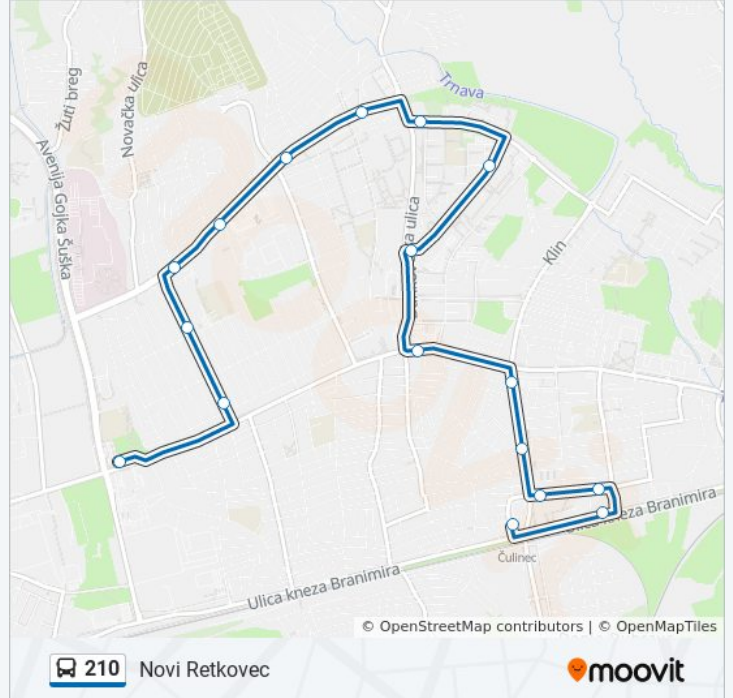 Trnava
Žuti breg
Novačka ulica
Avenija Gojka Šuška
a ulica
Klin
Ulica kneza Branimira
Čulinec
Ulica kneza Branimira
© OpenStreetMap contributors | © OpenMapTiles
210 Novi Retkovec
moovit